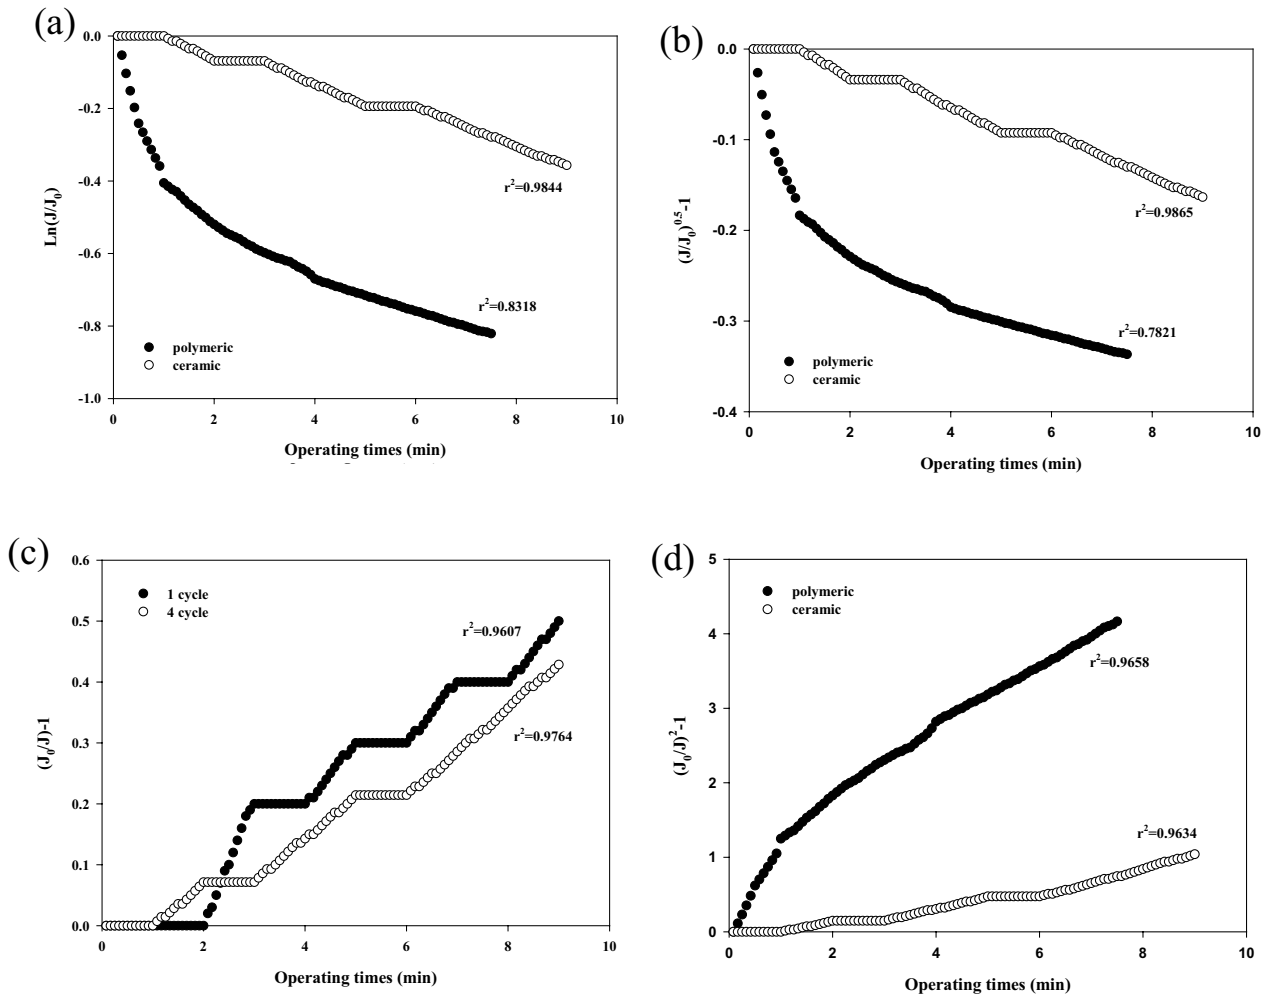 (a)
0.0
-0.2
-0.4
-0.6
-0.8
-1.0
Ln(J/J0)
r2=0.9844
r2=0.8318
polymeric
ceramic
0 2 4 6 8 10
Operating times (min)
(b)
0.0
-0.1
-0.2
-0.3
-0.4
(J/J0)0.5-1
r2=0.9865
r2=0.7821
polymeric
ceramic
0 2 4 6 8 10
Operating times (min)
(c)
0.6
0.5
0.4
0.3
0.2
0.1
0.0
(J0/J)-1
1 cycle
4 cycle
r2=0.9607
r2=0.9764
0 2 4 6 8 10
Operating times (min)
(d)
5
4
3
2
1
0
(J0/J)2-1
polymeric
ceramic
r2=0.9658
r2=0.9634
0 2 4 6 8 10
Operating times (min)